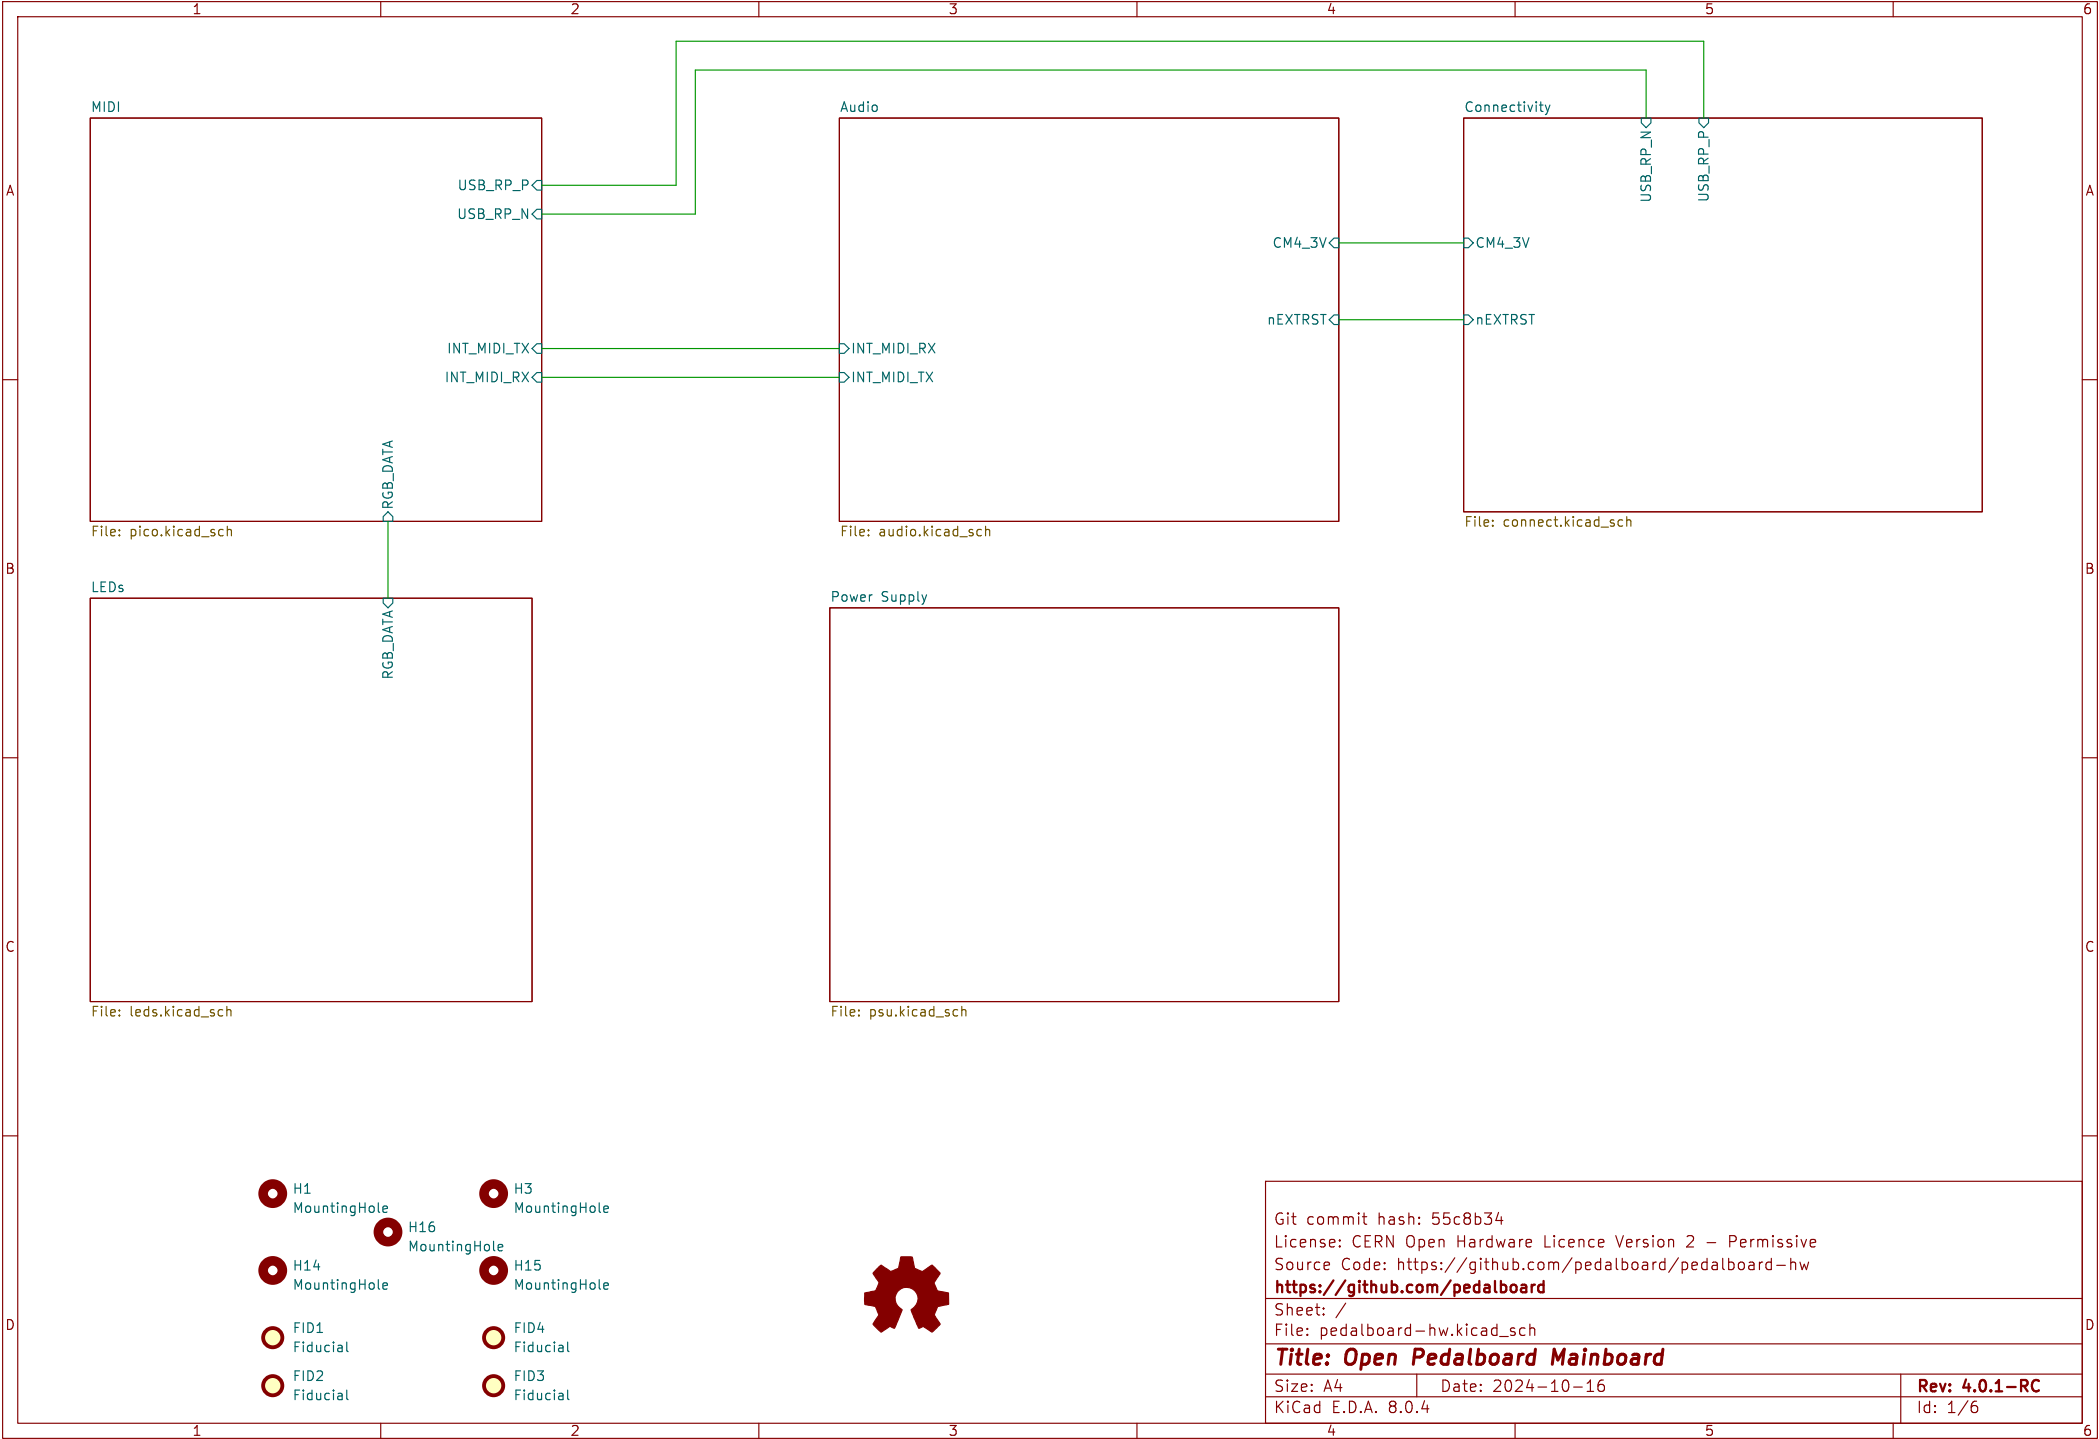 1 2 3 4 5 6
A
B
C
D
A
B
C
D
MIDI
USB_RP_P
USB_RP_N
INT_MIDI_TX
INT_MIDI_RX
RGB_DATA
File: pico.kicad_sch
Audio
CM4_3V
nEXTRST
INT_MIDI_RX
INT_MIDI_TX
File: audio.kicad_sch
Connectivity
USB_RP_N
USB_RP_P
CM4_3V
nEXTRST
File: connect.kicad_sch
LEDs
RGB_DATA
File: leds.kicad_sch
Power Supply
File: psu.kicad_sch
H1
MountingHole
H3
MountingHole
H16
MountingHole
H14
MountingHole
H15
MountingHole
FID1
Fiducial
FID4
Fiducial
FID2
Fiducial
FID3
Fiducial
Git commit hash: 55c8b34
License: CERN Open Hardware Licence Version 2 - Permissive
Source Code: https://github.com/pedalboard/pedalboard-hw
https://github.com/pedalboard
Sheet: /
File: pedalboard-hw.kicad_sch
Title: Open Pedalboard Mainboard
Size: A4 Date: 2024-10-16 Rev: 4.0.1-RC
KiCad E.D.A. 8.0.4 Id: 1/6
1 2 3 4 5 6